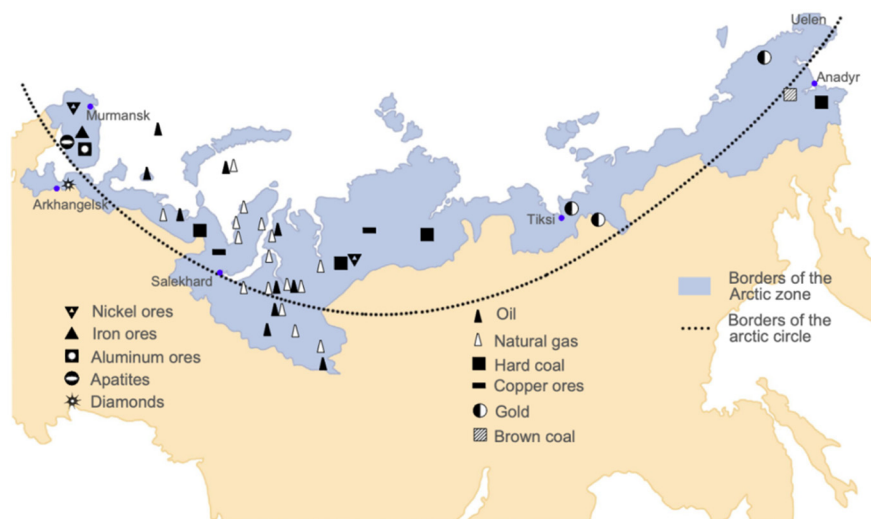 Uelen
Anadyr
Murmansk
Arkhangelsk
Tiksi
Salekhard
Nickel ores
Iron ores
Aluminum ores
Apatites
Diamonds
Oil
Natural gas
Hard coal
Copper ores
Gold
Brown coal
Borders of the
Arctic zone
Borders of the
arctic circle